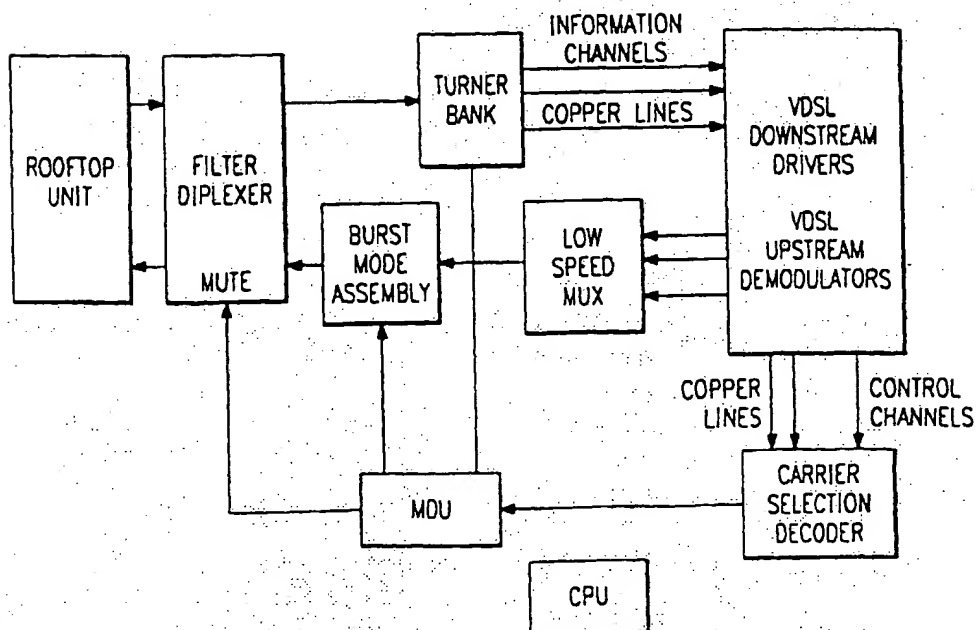 INFORMATION
CHANNELS
TURNER
BANK
COPPER LINES
VDSL
DOWNSTREAM
DRIVERS
ROOFTOP
UNIT
FILTER
DIPLEXER
MUTE
BURST
MODE
ASSEMBLY
LOW
SPEED
MUX
VDSL
UPSTREAM
DEMODULATORS
COPPER
LINES
CONTROL
CHANNELS
MDU
CARRIER
SELECTION
DECODER
CPU